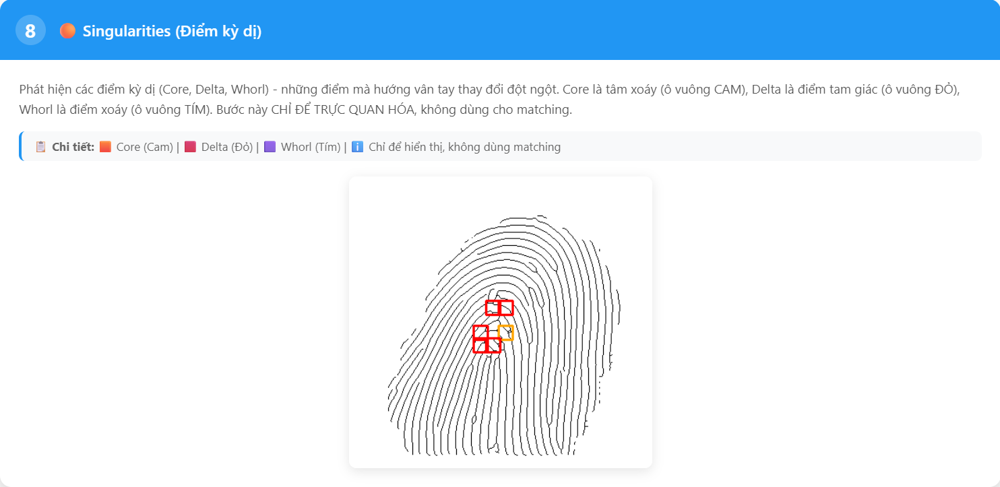 8 Singularities (Điểm kỳ dị)
Phát hiện các điểm kỳ dị (Core, Delta, Whorl) - những điểm mà hướng vân tay thay đổi đột ngột. Core là tâm xoáy (ô vuông CAM), Delta là điểm tam giác (ô vuông ĐỎ),
Whorl là điểm xoáy (ô vuông TÍM). Bước này CHỈ ĐỂ TRỰC QUAN HÓA, không dùng cho matching.
Chi tiết: Core (Cam) | Delta (Đỏ) | Whorl (Tím) | i Chỉ để hiển thị, không dùng matching